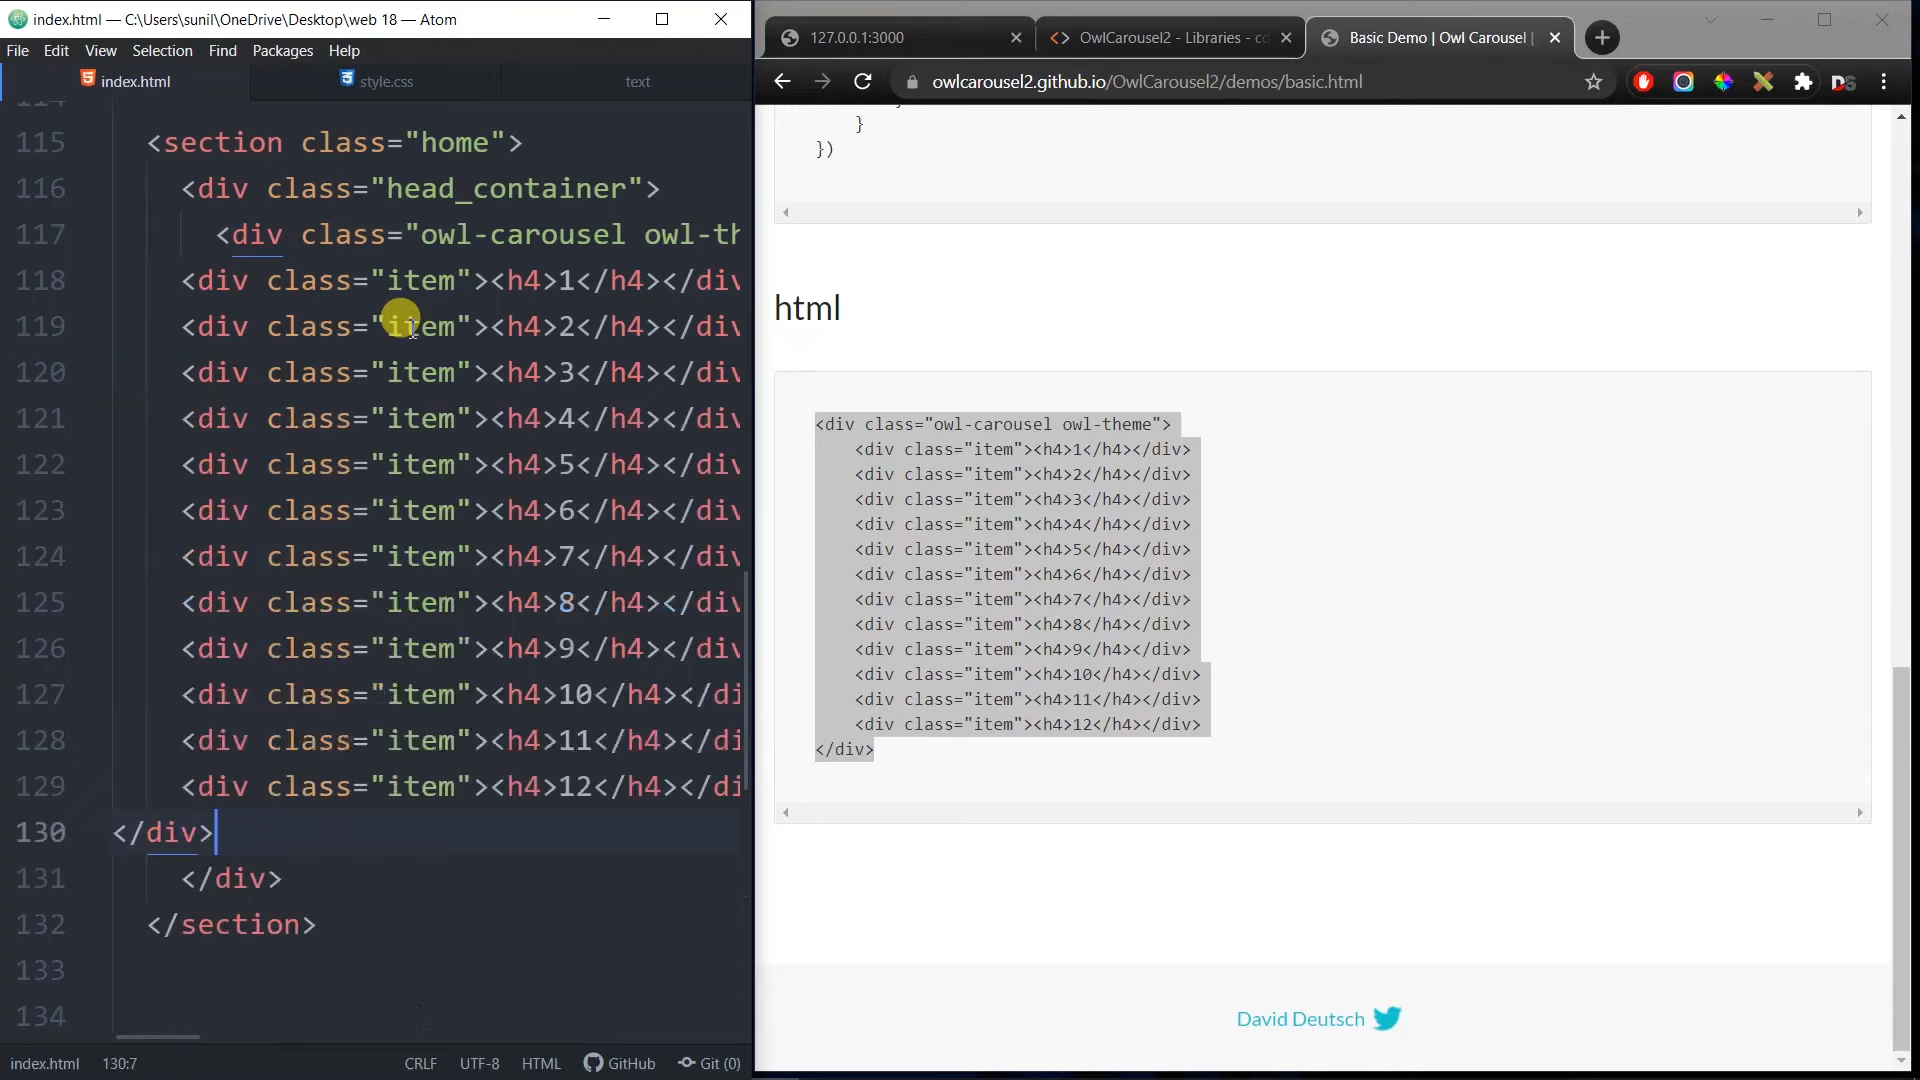 index.html — C:\Users\sunil\OneDrive\Desktop\web 18 — Atom
File Edit View Selection Find Packages Help
index.html
style.css
text
114
115 <section class="home">
116 <div class="head_container">
117 <div class="owl-carousel owl-th
118 <div class="item"><h4>1</h4></div
119 <div class="item"><h4>2</h4></div
120 <div class="item"><h4>3</h4></div
121 <div class="item"><h4>4</h4></div
122 <div class="item"><h4>5</h4></div
123 <div class="item"><h4>6</h4></div
124 <div class="item"><h4>7</h4></div
125 <div class="item"><h4>8</h4></div
126 <div class="item"><h4>9</h4></div
127 <div class="item"><h4>10</h4></di
128 <div class="item"><h4>11</h4></di
129 <div class="item"><h4>12</h4></di
130 </div>
131 </div>
132 </section>
133
134
index.html 130:7 CRLF UTF-8 HTML GitHub Git (0)
127.0.0.1:3000
OwlCarousel2 - Libraries - co
Basic Demo | Owl Carousel |
owlcarousel2.github.io/OwlCarousel2/demos/basic.html
DS
}
})
html
<div class="owl-carousel owl-theme">
<div class="item"><h4>1</h4></div>
<div class="item"><h4>2</h4></div>
<div class="item"><h4>3</h4></div>
<div class="item"><h4>4</h4></div>
<div class="item"><h4>5</h4></div>
<div class="item"><h4>6</h4></div>
<div class="item"><h4>7</h4></div>
<div class="item"><h4>8</h4></div>
<div class="item"><h4>9</h4></div>
<div class="item"><h4>10</h4></div>
<div class="item"><h4>11</h4></div>
<div class="item"><h4>12</h4></div>
</div>
David Deutsch